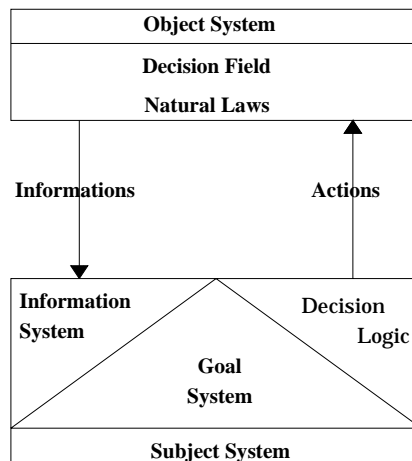 Object System
Decision Field
Natural Laws
Informations
Actions
Information
System
Decision
Logic
Goal
System
Subject System